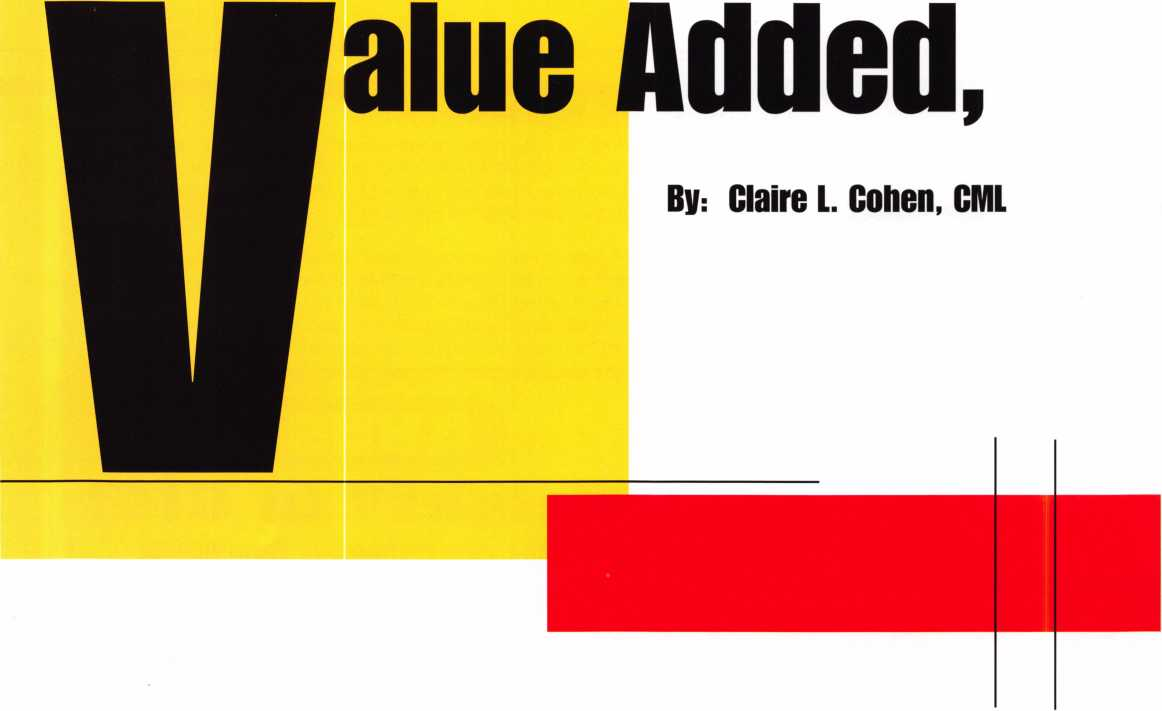 Value Added,
By: Claire L. Cohen, CML